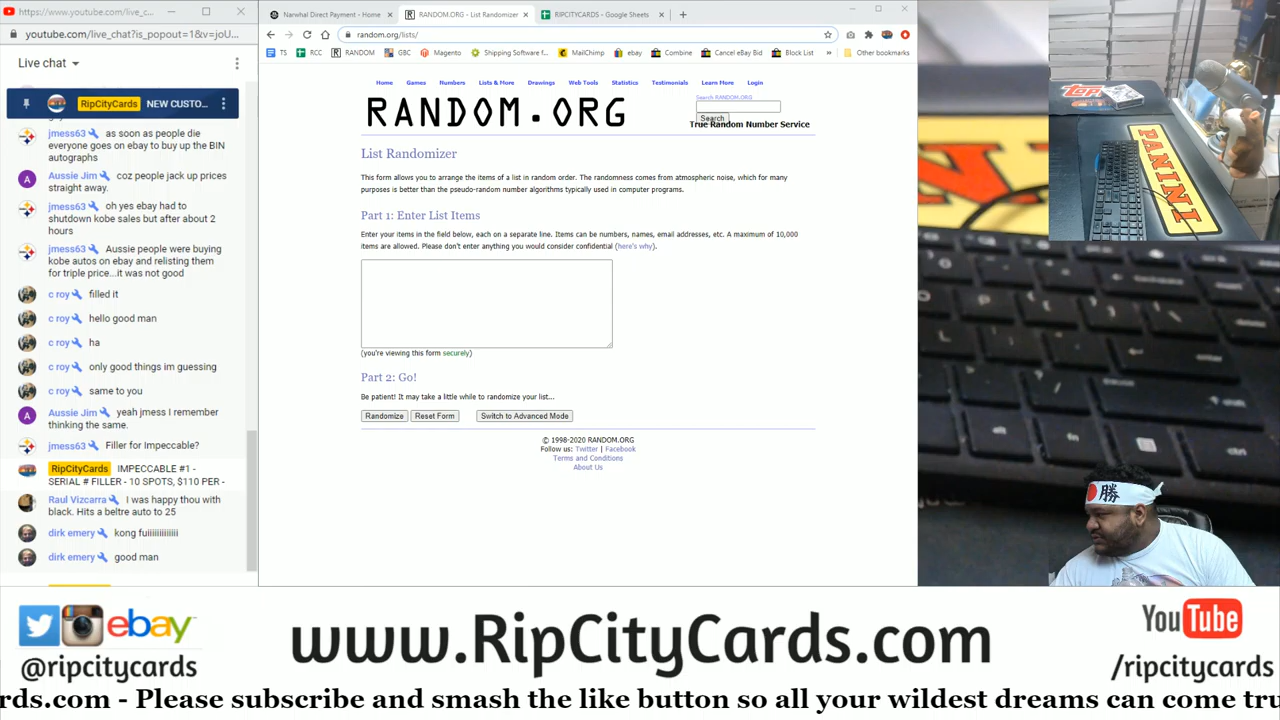 https://www.youtube.com/live_c...
youtube.com/live_chat?is_popout=1&v=joU...
Live chat
RipCityCards NEW CUSTO...
jmess63 as soon as people die
everyone goes on ebay to buy up the BIN
autographs
Aussie Jim coz people jack up prices
straight away.
jmess63 oh yes ebay had to
shutdown kobe sales but after about 2
hours
jmess63 Aussie people were buying
kobe autos on ebay and relisting them
for triple price...it was not good
c roy filled it
c roy hello good man
c roy ha
c roy only good things im guessing
c roy same to you
Aussie Jim yeah jmess I remember
thinking the same.
jmess63 Filler for Impeccable?
RipCityCards IMPECCABLE #1 -
SERIAL # FILLER - 10 SPOTS, $110 PER -
Raul Vizcarra I was happy thou with
black. Hits a beltre auto to 25
dirk emery kong fuiiiiiiiiiiiii
dirk emery good man
Narwhal Direct Payment - Home
RANDOM.ORG - List Randomizer
RIPCITYCARDS - Google Sheets
random.org/lists/
TS RCC RANDOM GBC Magento Shipping Software f... MailChimp ebay Combine Cancel eBay Bid Block List » Other bookmarks
Home Games Numbers Lists & More Drawings Web Tools Statistics Testimonials Learn More Login
RANDOM.ORG
Search RANDOM.ORG
Search
True Random Number Service
List Randomizer
This form allows you to arrange the items of a list in random order. The randomness comes from atmospheric noise, which for many
purposes is better than the pseudo-random number algorithms typically used in computer programs.
Part 1: Enter List Items
Enter your items in the field below, each on a separate line. Items can be numbers, names, email addresses, etc. A maximum of 10,000
items are allowed. Please don't enter anything you would consider confidential (here's why).
(you're viewing this form securely)
Part 2: Go!
Be patient! It may take a little while to randomize your list...
Randomize Reset Form Switch to Advanced Mode
© 1998-2020 RANDOM.ORG
Follow us: Twitter | Facebook
Terms and Conditions
About Us
PANINI
勝
ebay
@ripcitycards
www.RipCityCards.com
YouTube
/ripcitycards
rds.com - Please subscribe and smash the like button so all your wildest dreams can come tru